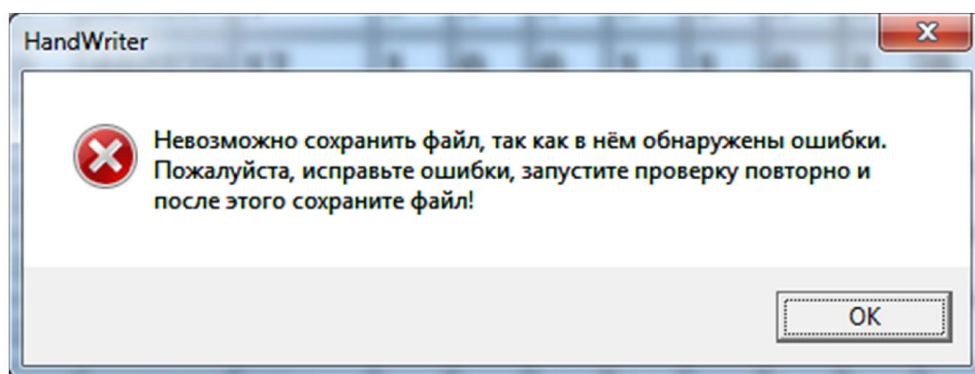 HandWriter
Невозможно сохранить файл, так как в нём обнаружены ошибки.
Пожалуйста, исправьте ошибки, запустите проверку повторно и
после этого сохраните файл!
OK